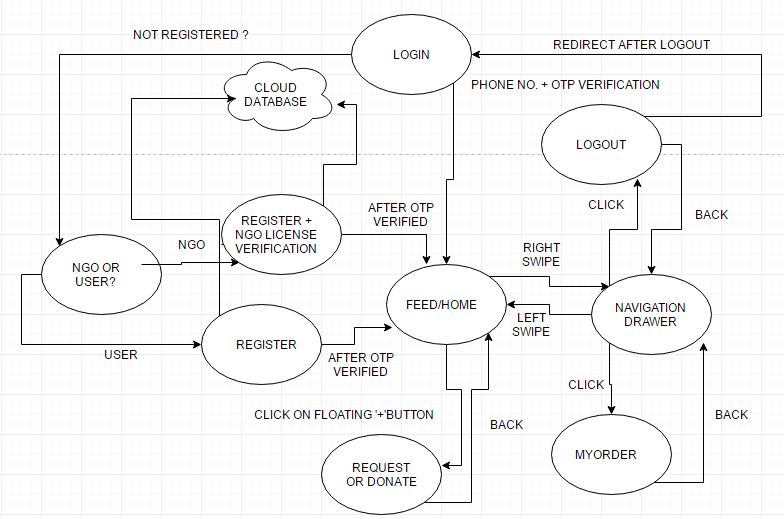 NOT REGISTERED ?
LOGIN
REDIRECT AFTER LOGOUT
CLOUD
DATABASE
PHONE NO. + OTP VERIFICATION
LOGOUT
CLICK
BACK
REGISTER +
NGO LICENSE
VERIFICATION
AFTER OTP
VERIFIED
NGO
NGO OR
USER?
RIGHT
SWIPE
FEED/HOME
NAVIGATION
DRAWER
LEFT
SWIPE
USER
REGISTER
AFTER OTP
VERIFIED
CLICK
CLICK ON FLOATING '+'BUTTON
BACK
BACK
REQUEST
OR DONATE
MYORDER